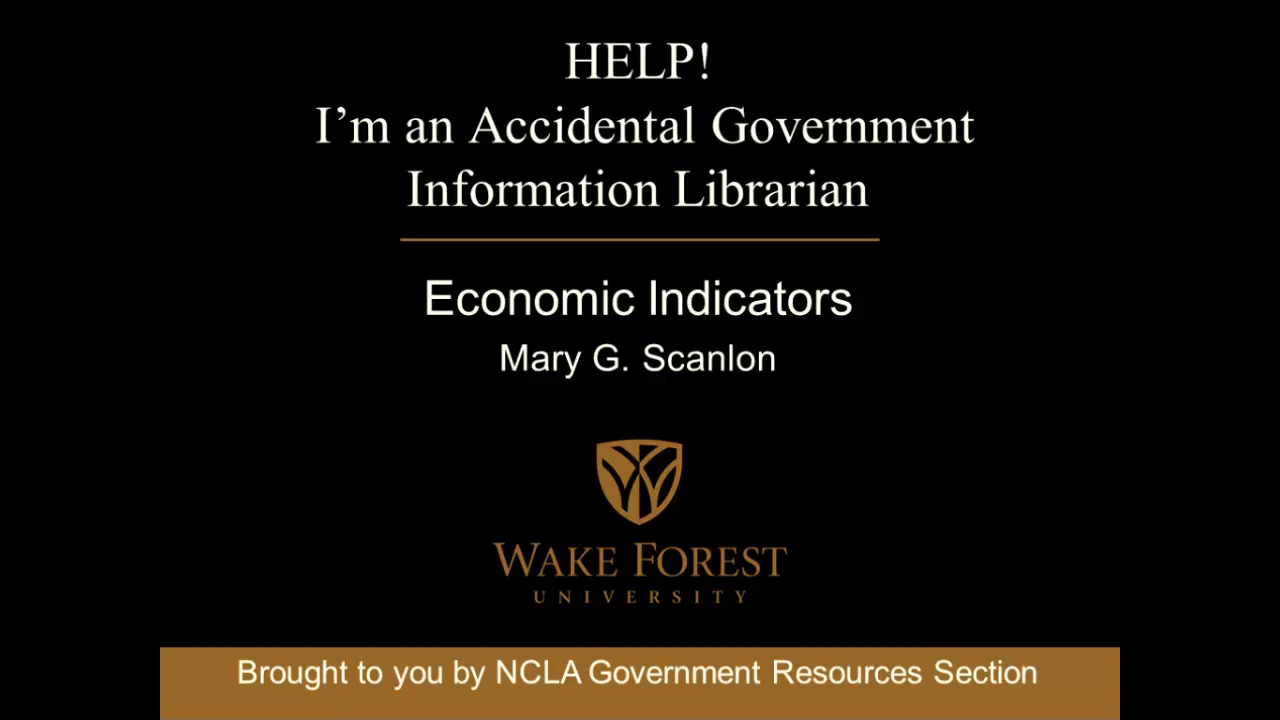 HELP!
I'm an Accidental Government
Information Librarian
Economic Indicators
Mary G. Scanlon
WAKE FOREST
UNIVERSITY
Brought to you by NCLA Government Resources Section